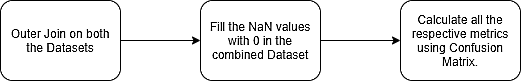 Outer Join on both
the Datasets
Fill the NaN values
with 0 in the
combined Dataset
Calculate all the
respective metrics
using Confusion
Matrix.